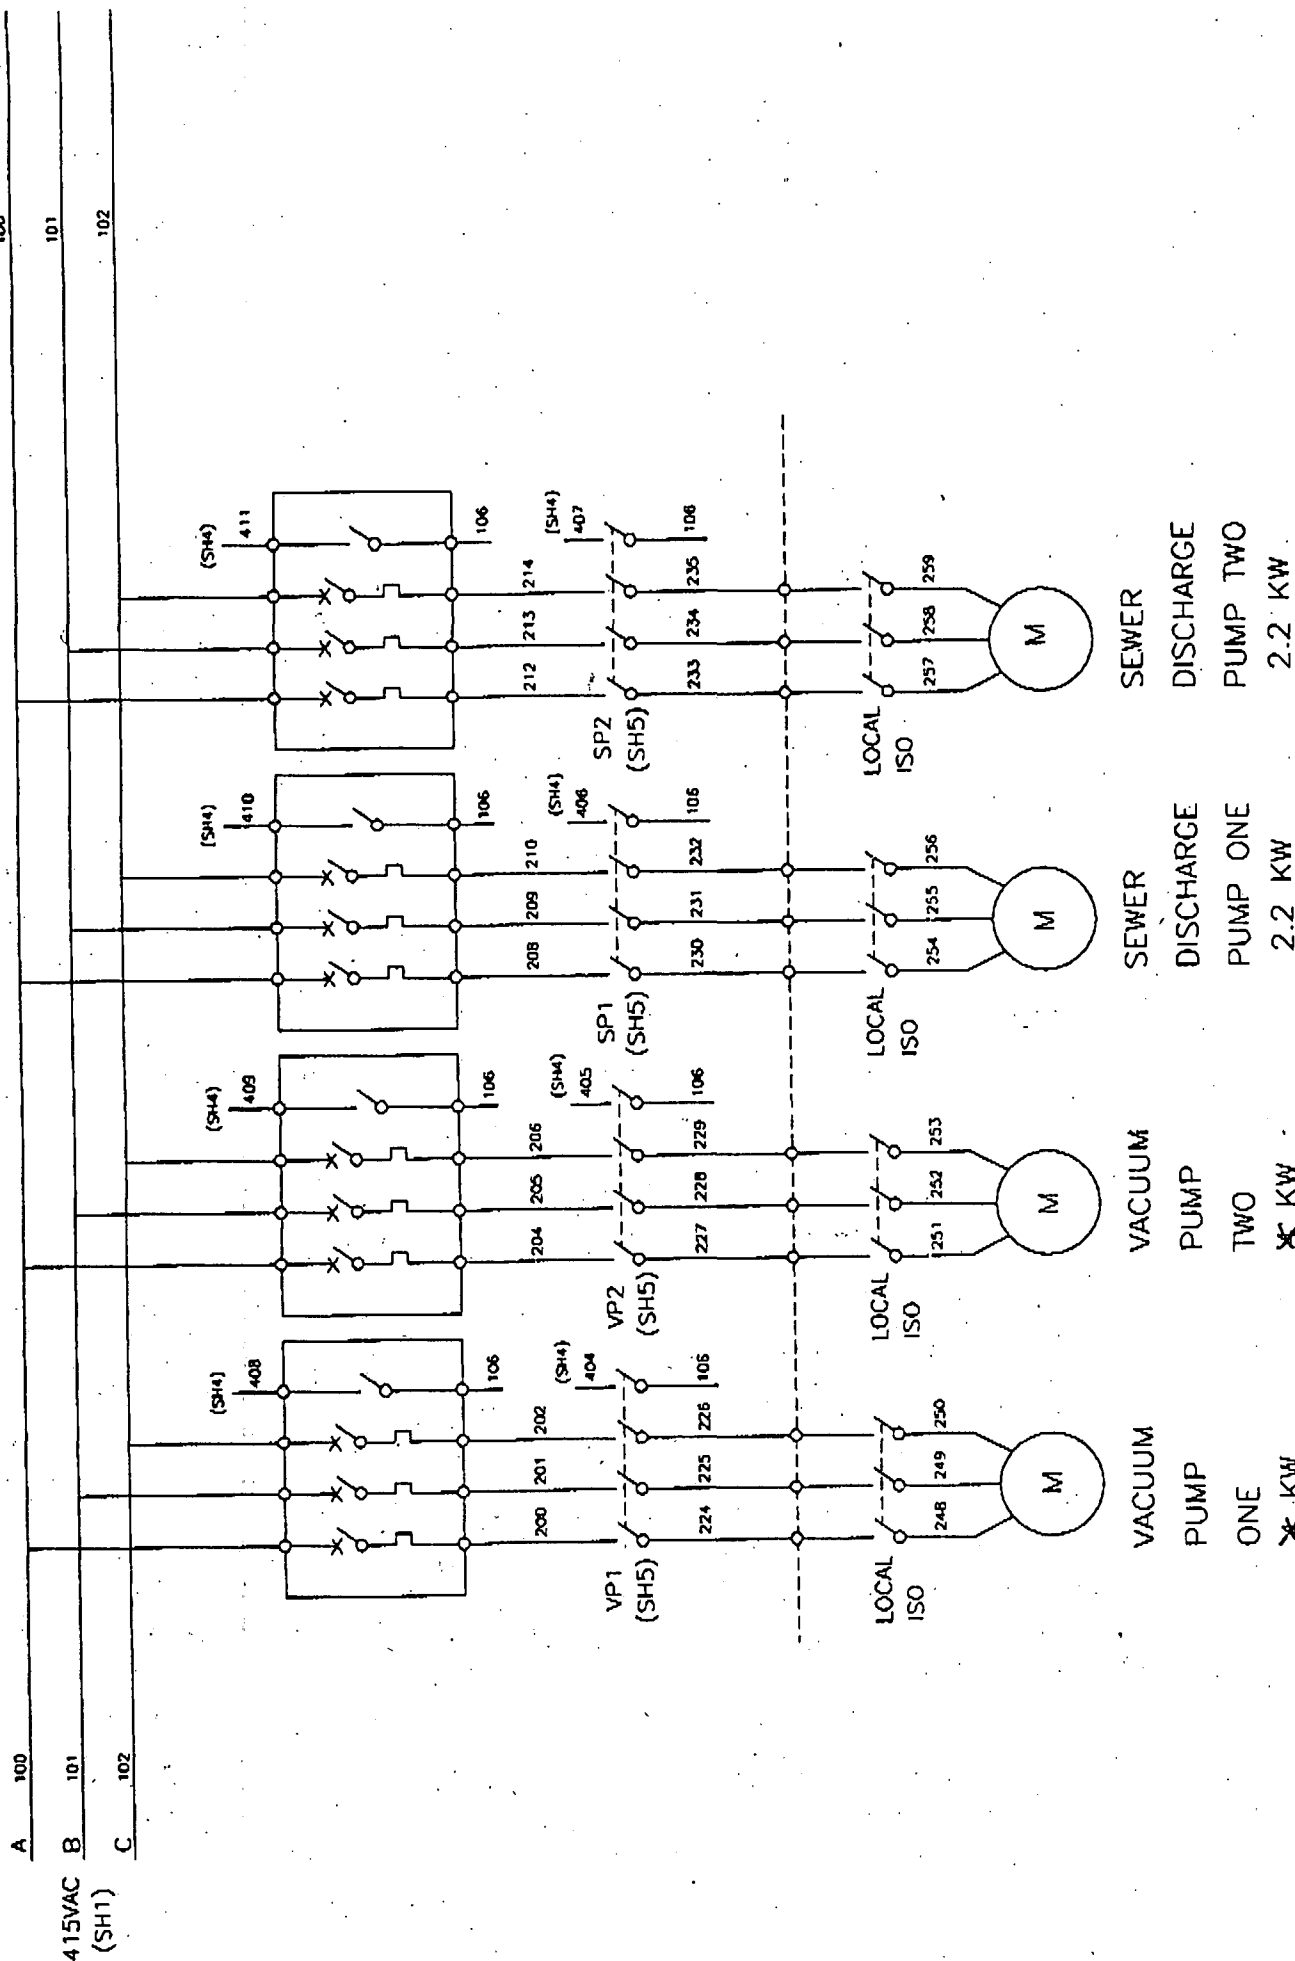 A 100
415VAC B 101 101
(SH1) C 102 102
(SH4) (SH4) (SH4) (SH4)
408 409 410 411
106 106 106 106
200 201 202 204 205 206 208 209 210 212 213 214
(SH4) (SH4) (SH4) (SH4)
404 405 406 407
VP1 VP2 SP1 SP2
(SH5) (SH5) (SH5) (SH5)
224 225 226 106 227 228 229 106 230 231 232 106 233 234 235 106
LOCAL LOCAL LOCAL LOCAL
ISO ISO ISO ISO
248 249 250 251 252 253 254 255 256 257 258 259
M M M M
VACUUM VACUUM SEWER SEWER
PUMP PUMP DISCHARGE DISCHARGE
ONE TWO PUMP ONE PUMP TWO
KW KW 2.2 KW 2.2 KW